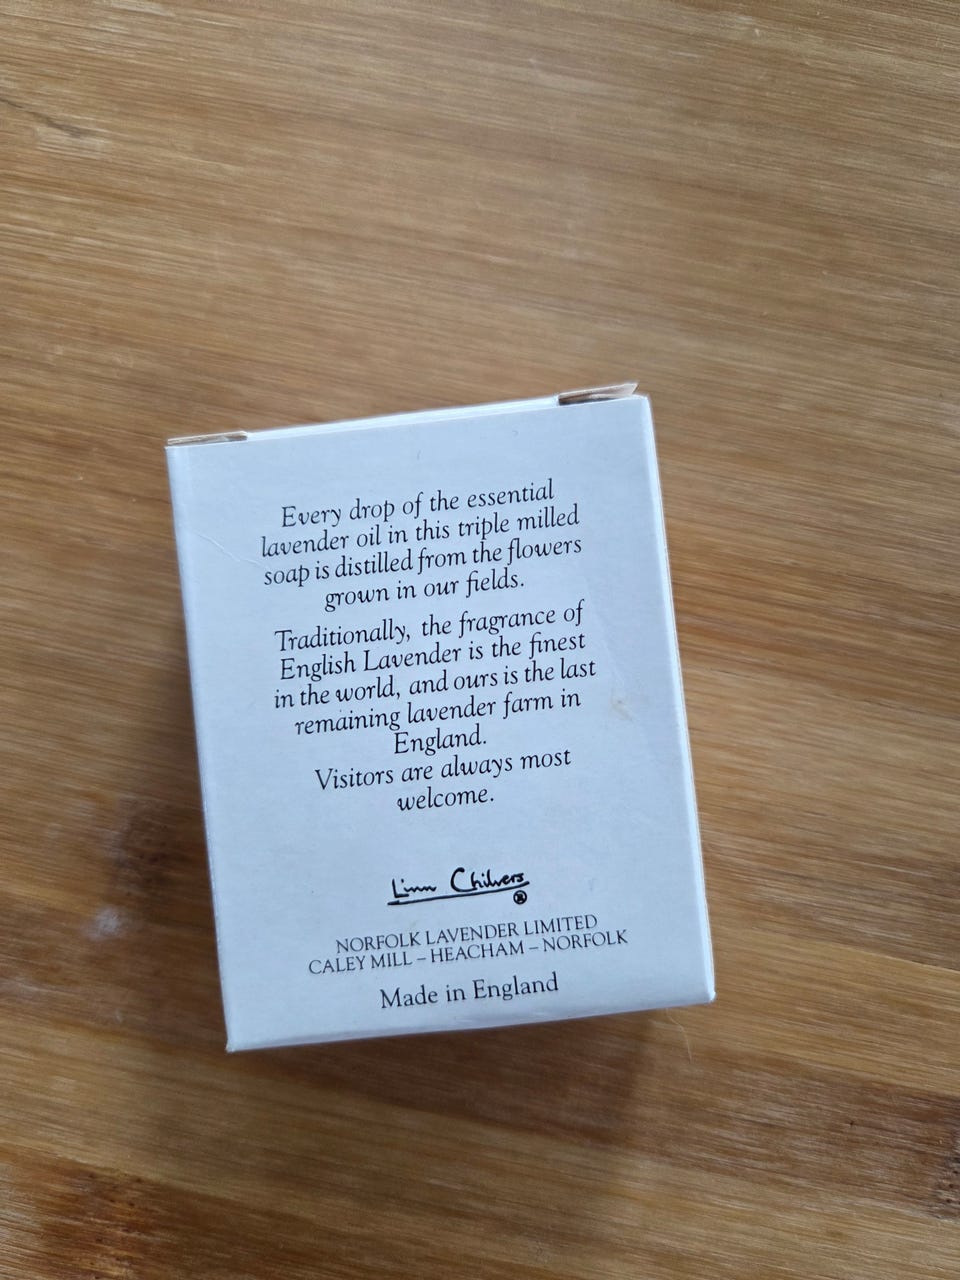 Every drop of the essential
lavender oil in this triple milled
soap is distilled from the flowers
grown in our fields.
Traditionally, the fragrance of
English Lavender is the finest
in the world, and ours is the last
remaining lavender farm in
England.
Visitors are always most
welcome.
Linn Chilvers
®
NORFOLK LAVENDER LIMITED
CALEY MILL – HEACHAM – NORFOLK
Made in England